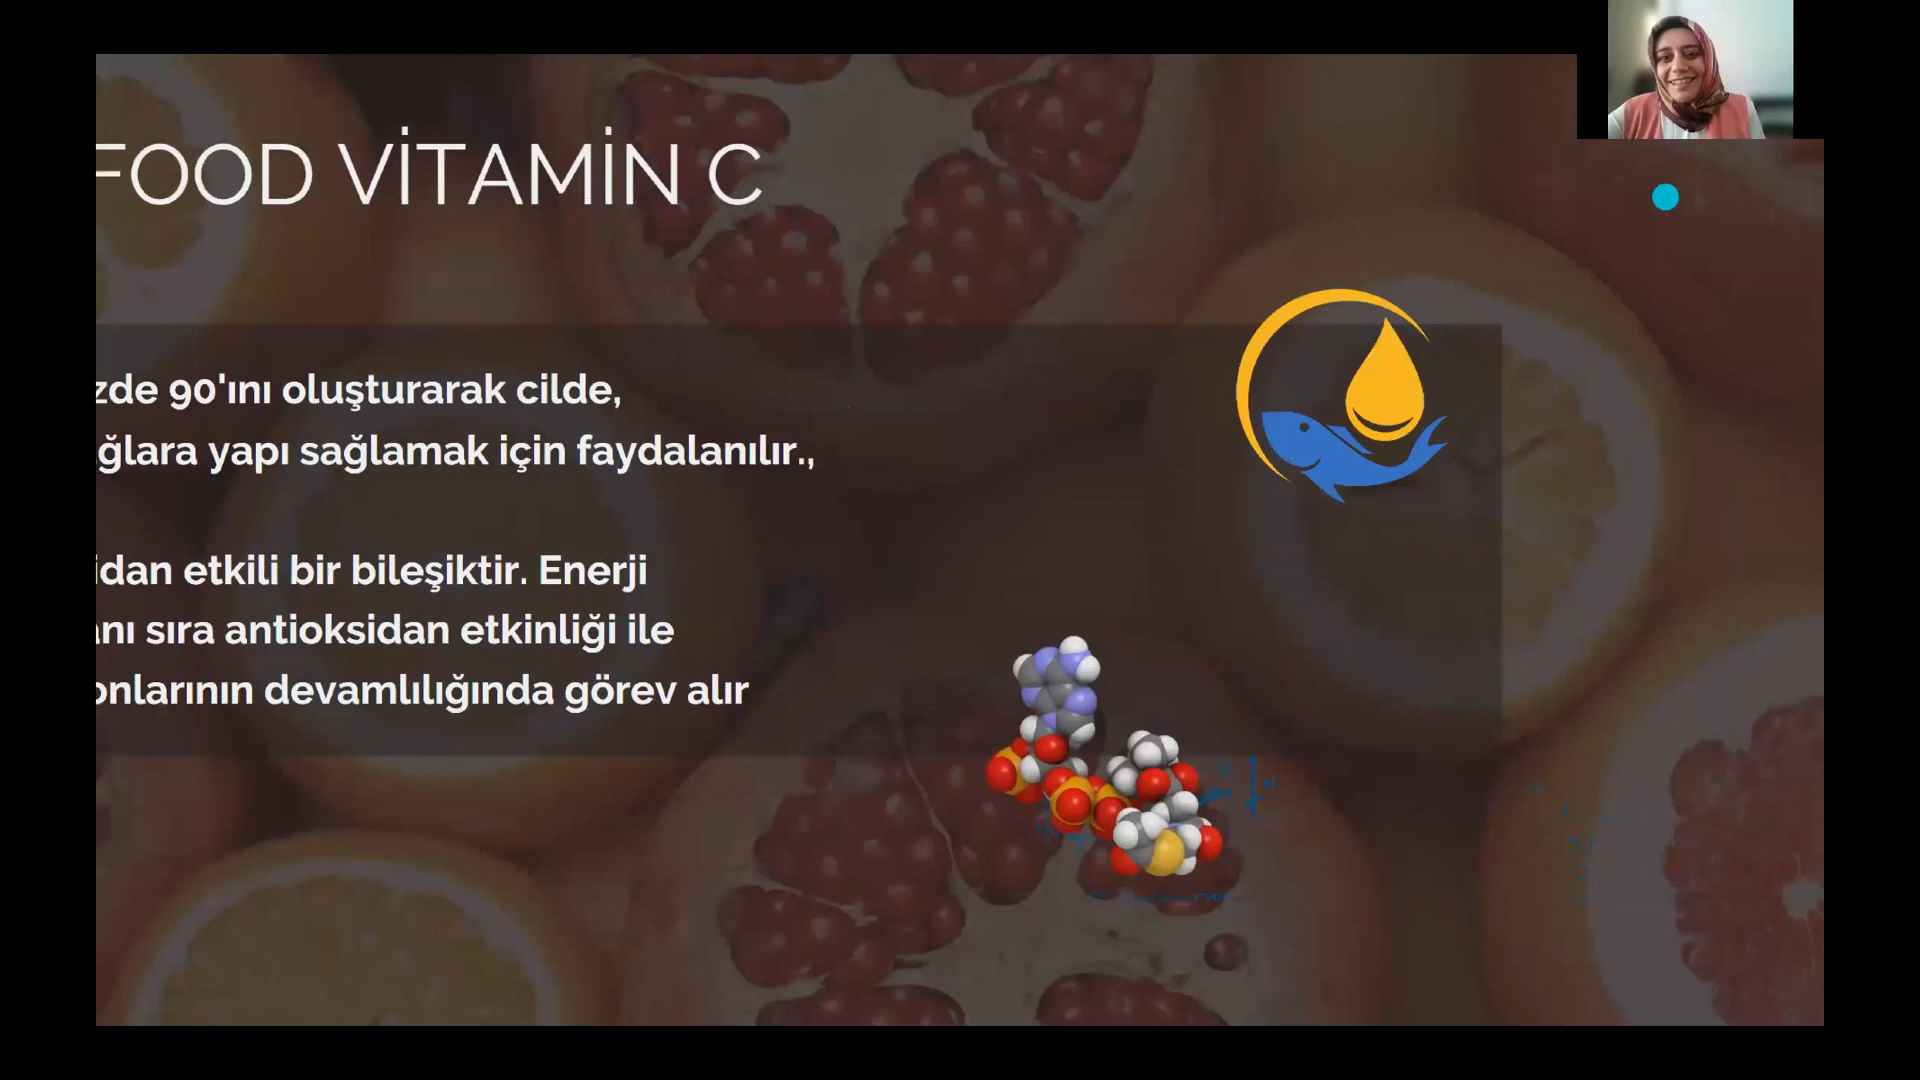 FOOD VİTAMİN C
zde 90'ını oluşturarak cilde,
ğlara yapı sağlamak için faydalanılır.,
idan etkili bir bileşiktir. Enerji
anı sıra antioksidan etkinliği ile
onlarının devamlılığında görev alır